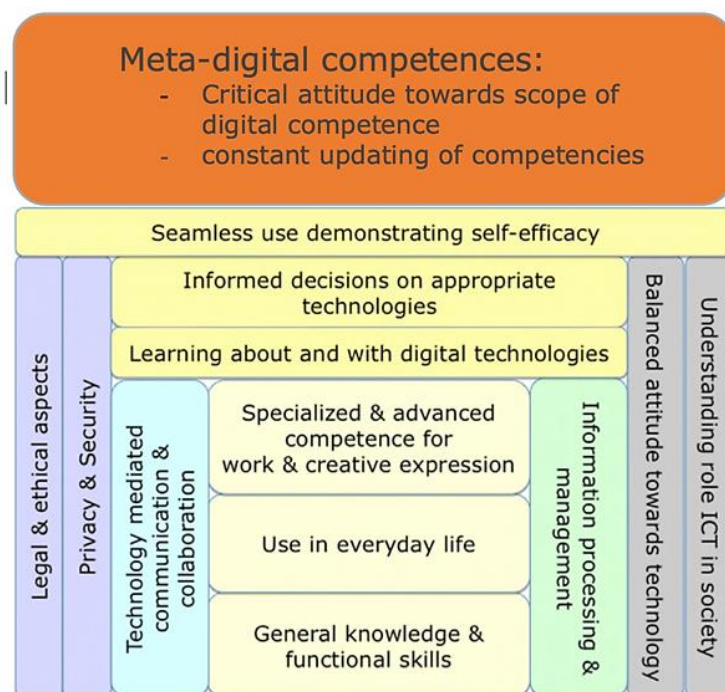 Meta-digital competences:
- Critical attitude towards scope of
digital competence
- constant updating of competencies
Seamless use demonstrating self-efficacy
Legal & ethical aspects
Privacy & Security
Informed decisions on appropriate
technologies
Learning about and with digital technologies
Technology mediated
communication &
collaboration
Specialized & advanced
competence for
work & creative expression
Use in everyday life
General knowledge &
functional skills
Information processing &
management
Balanced attitude towards technology
Understanding role ICT in society